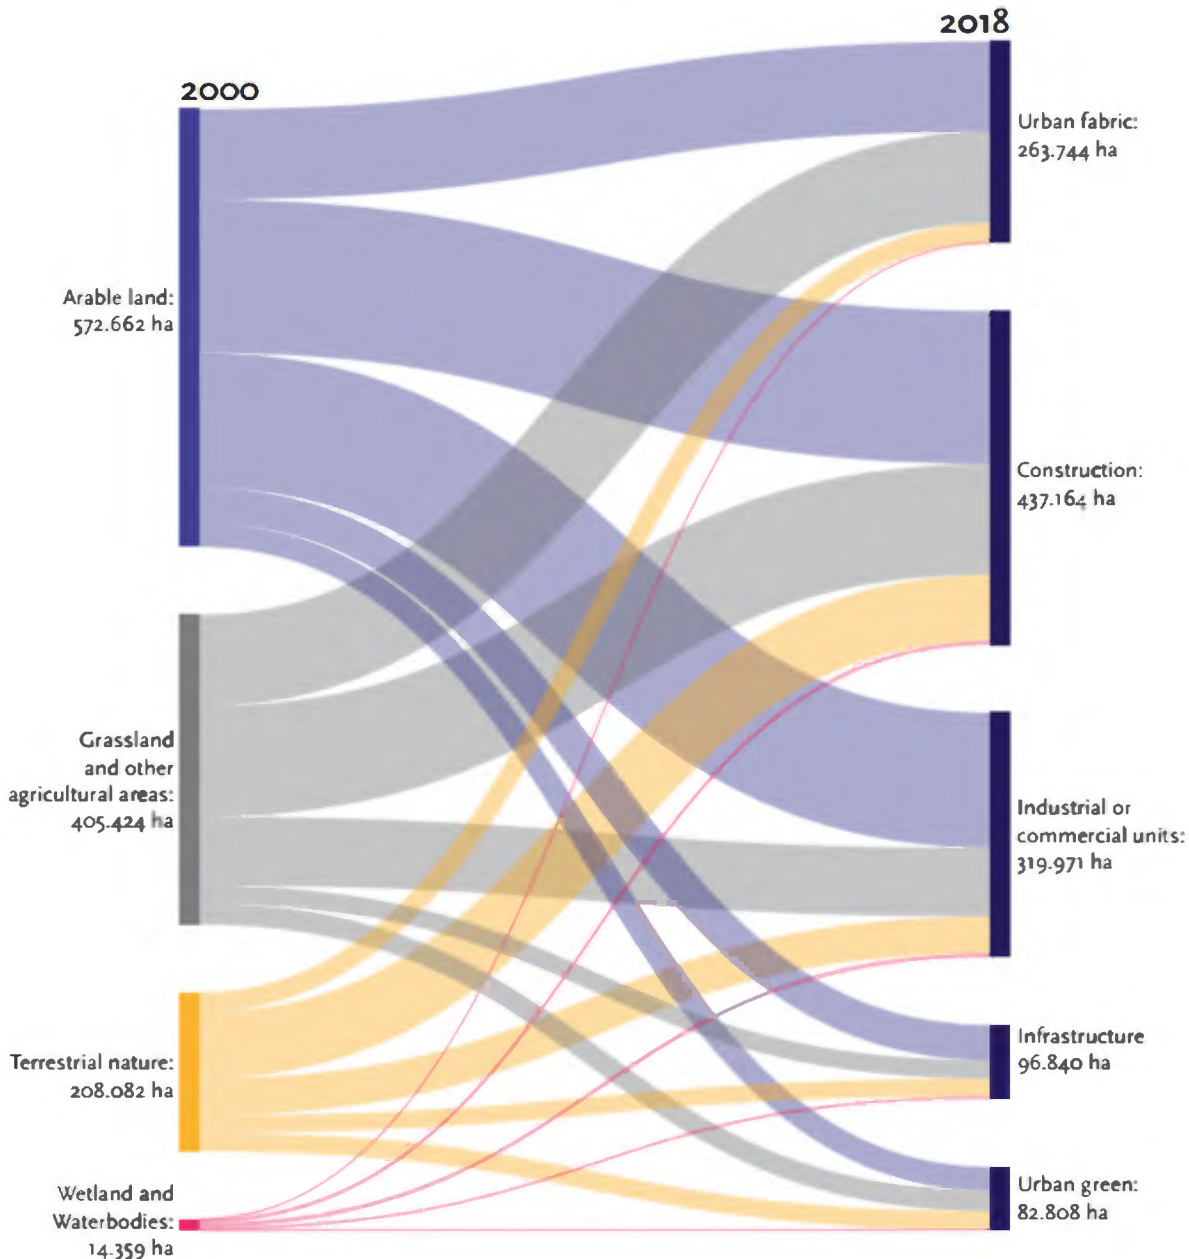 2018
2000
Urban fabric:
263.744 ha
Arable land:
572.662 ha
Construction:
437.164 ha
Grassland
and other
agricultural areas:
405.424 ha
Industrial or
commercial units:
319.971 ha
Infrastructure
96.840 ha
Terrestrial nature:
208.082 ha
Urban green:
82.808 ha
Wetland and
Waterbodies:
14.359 ha